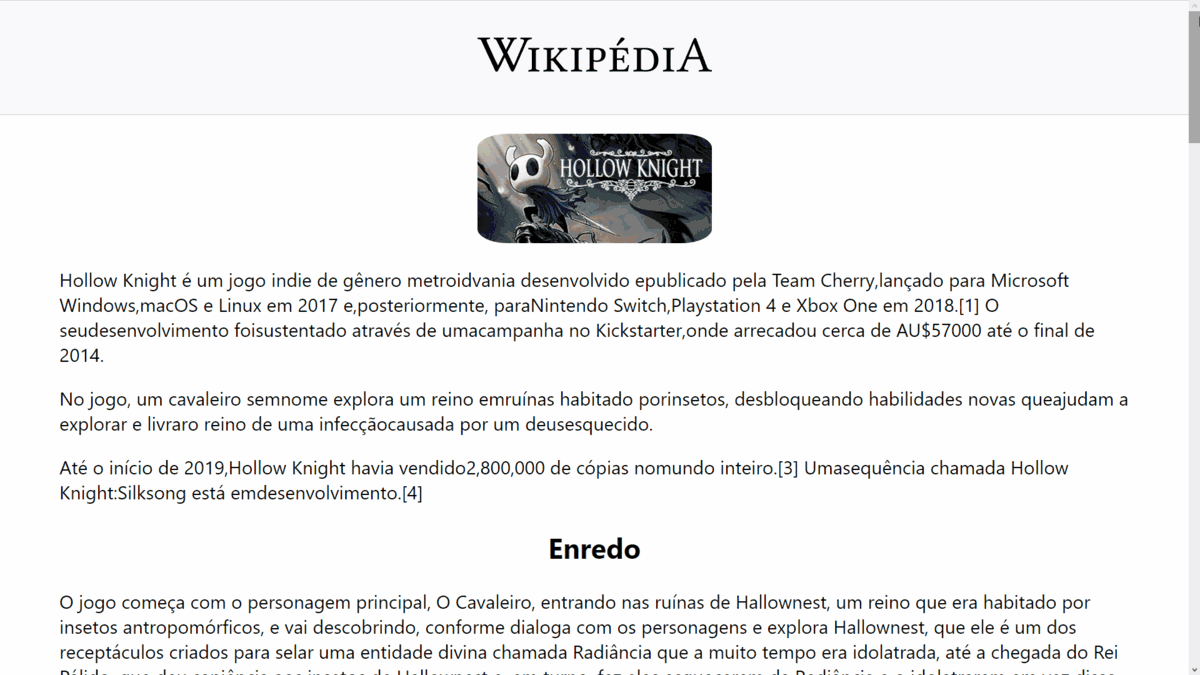 WIKIPÉDIA
HOLLOW KNIGHT
Hollow Knight é um jogo indie de gênero metroidvania desenvolvido epublicado pela Team Cherry,lançado para Microsoft
Windows,macOS e Linux em 2017 e,posteriormente, paraNintendo Switch,Playstation 4 e Xbox One em 2018.[1] O
seudesenvolvimento foisustentado através de umacampanha no Kickstarter,onde arrecadou cerca de AU$57000 até o final de
2014.
No jogo, um cavaleiro semnome explora um reino emruínas habitado porinsetos, desbloqueando habilidades novas queajudam a
explorar e livraro reino de uma infecçãocausada por um deusesquecido.
Até o início de 2019,Hollow Knight havia vendido2,800,000 de cópias nomundo inteiro.[3] Umasequência chamada Hollow
Knight:Silksong está emdesenvolvimento.[4]
Enredo
O jogo começa com o personagem principal, O Cavaleiro, entrando nas ruínas de Hallownest, um reino que era habitado por
insetos antropomórficos, e vai descobrindo, conforme dialoga com os personagens e explora Hallownest, que ele é um dos
receptáculos criados para selar uma entidade divina chamada Radiância que a muito tempo era idolatrada, até a chegada do Rei